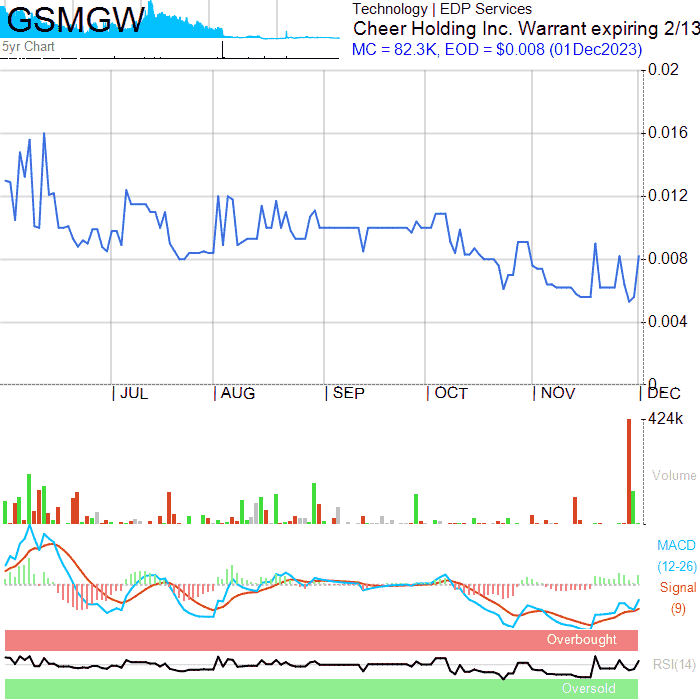 GSMGW
5yr Chart
Technology | EDP Services
Cheer Holding Inc. Warrant expiring 2/13
MC = 82.3K, EOD = $0.008 (01Dec2023)
0.02
0.016
0.012
0.008
0.004
0
JUL AUG SEP OCT NOV DEC
424k
Volume
MACD
(12-26)
Signal
(9)
Overbought
RSI(14)
Oversold